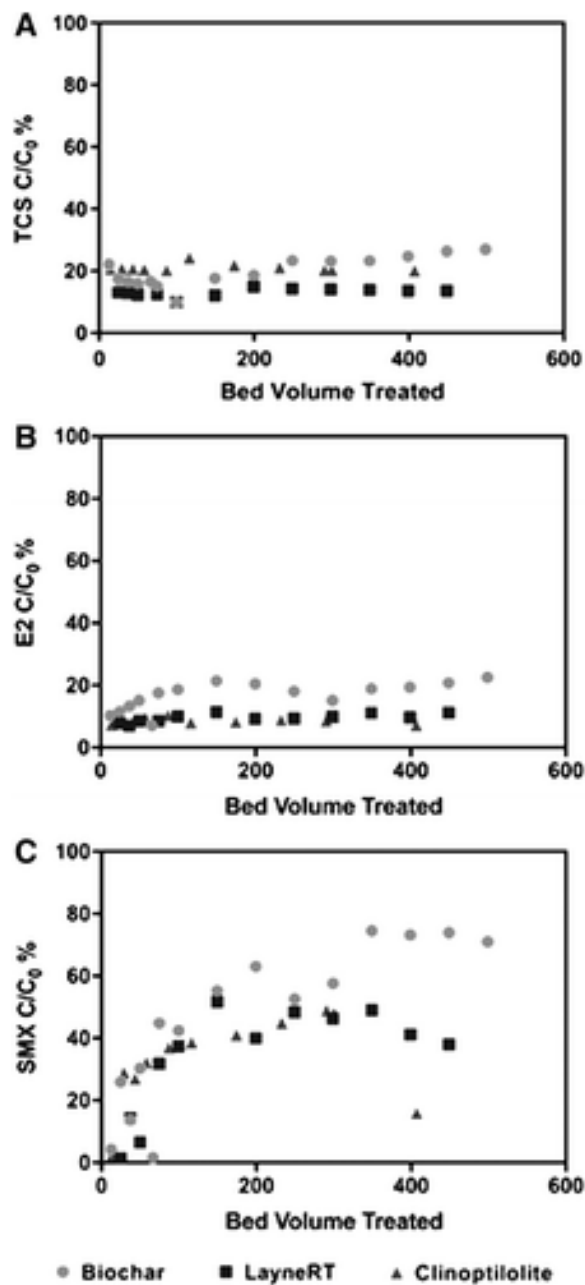 A
100
80
60
40
20
0
TCS C/C₀ %
0 200 400 600
Bed Volume Treated
B
100
80
60
40
20
0
E2 C/C₀ %
0 200 400 600
Bed Volume Treated
C
100
80
60
40
20
0
SMX C/C₀ %
0 200 400 600
Bed Volume Treated
Biochar LayneRT Clinoptilolite